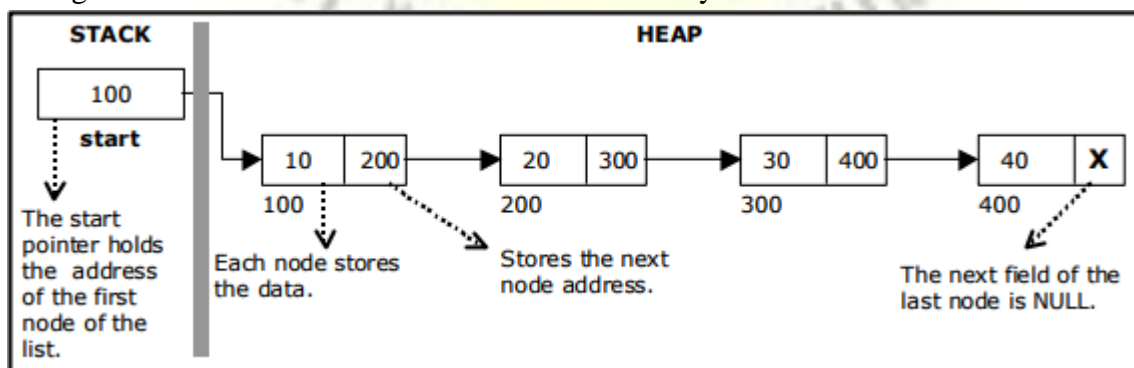 STACK
HEAP
100
start
10 200
20 300
30 400
40 X
100
200
300
400
The start
pointer holds
the address
of the first
node of the
list.
Each node stores
the data.
Stores the next
node address.
The next field of the
last node is NULL.